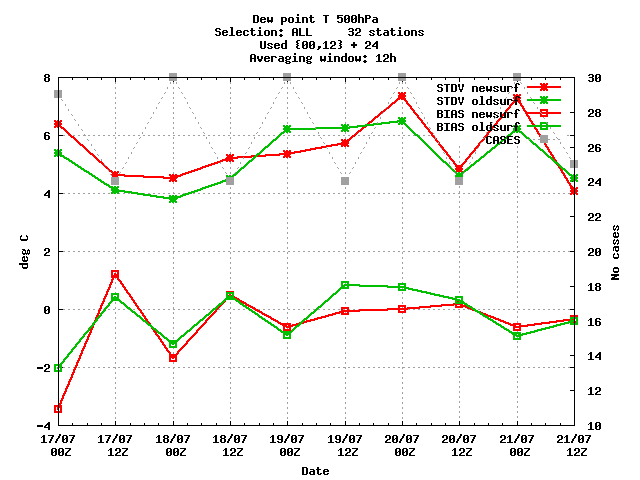 Dew point T 500hPa
Selection: ALL     32 stations
Used {00,12} + 24
Averaging window: 12h
8
6
4
2
0
-2
-4
deg C
30
28
26
24
22
20
18
16
14
12
10
No cases
STDV newsurf
STDV oldsurf
BIAS newsurf
BIAS oldsurf
CASES
17/07 17/07 18/07 18/07 19/07 19/07 20/07 20/07 21/07 21/07
00Z 12Z 00Z 12Z 00Z 12Z 00Z 12Z 00Z 12Z
Date